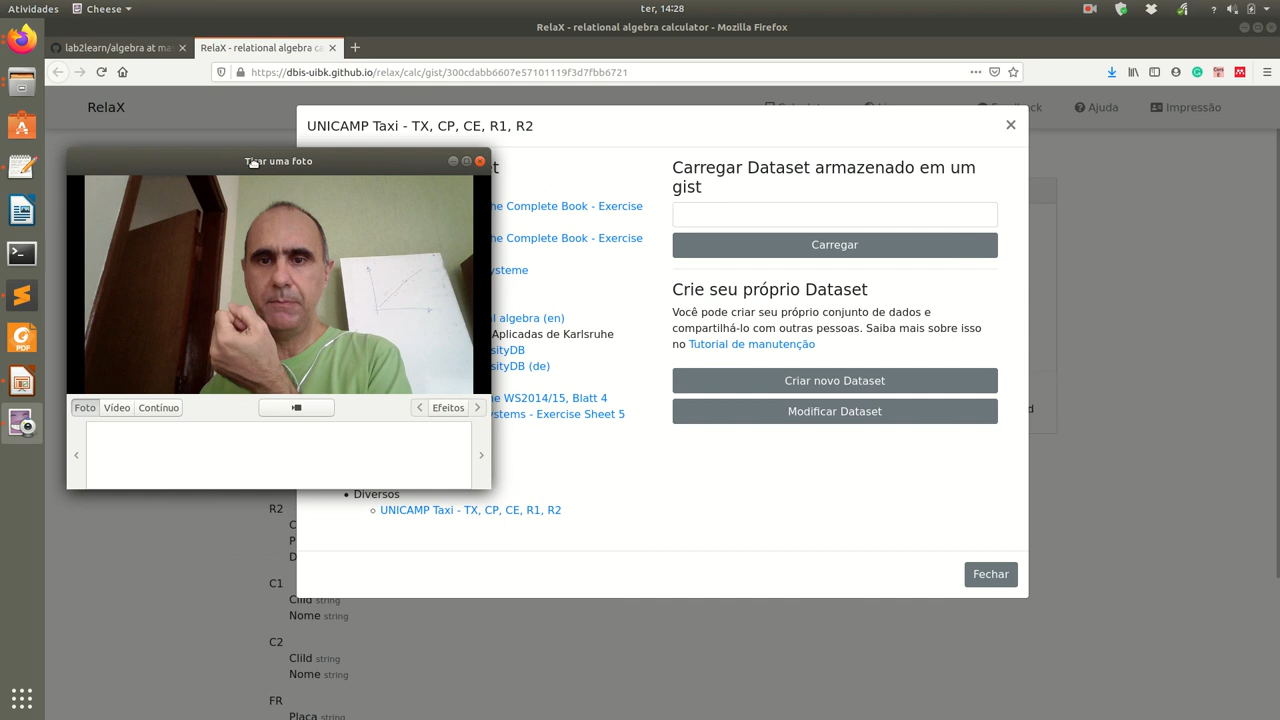 Atividades
Cheese
ter, 14:28
?
RelaX - relational algebra calculator - Mozilla Firefox
lab2learn/algebra at ma
RelaX - relational algebra ca
https://dbis-uibk.github.io/relax/calc/gist/300cdabb6607e57101119f3d7fbb6721
RelaX
Feedback
Ajuda
Impressão
UNICAMP Taxi - TX, CP, CE, R1, R2
×
Tirar uma foto
et
he Complete Book - Exercise
he Complete Book - Exercise
ysteme
al algebra (en)
Aplicadas de Karlsruhe
sityDB
sityDB (de)
ne WS2014/15, Blatt 4
ystems - Exercise Sheet 5
Diversos
UNICAMP Taxi - TX, CP, CE, R1, R2
Carregar Dataset armazenado em um
gist
Carregar
Crie seu próprio Dataset
Você pode criar seu próprio conjunto de dados e
compartilhá-lo com outras pessoas. Saiba mais sobre isso
no Tutorial de manutenção
Criar novo Dataset
Modificar Dataset
Fechar
Foto
Vídeo
Contínuo
Efeitos
d
R2
C
P
D
C1
CliId string
Nome string
C2
CliId string
Nome string
FR
Placa string
PDF